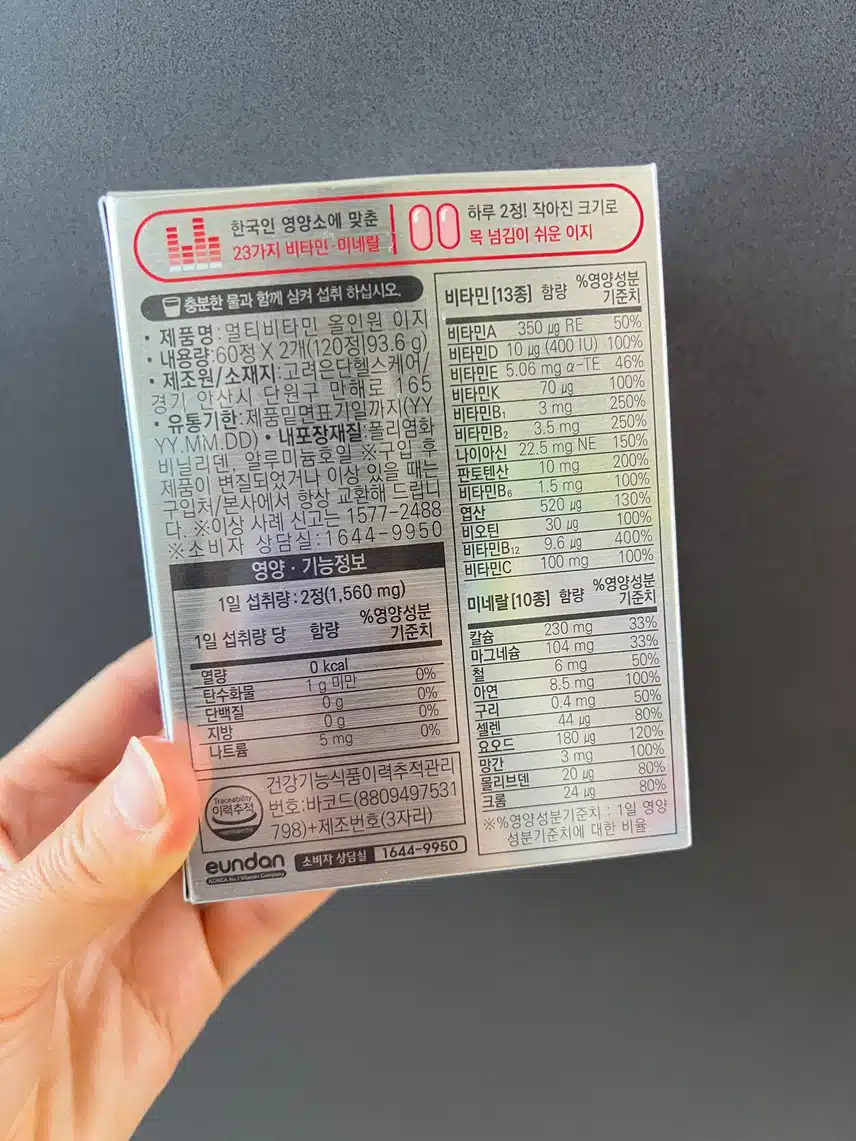 한국인 영양소에 맞춘
23가지 비타민·미네랄
하루 2정! 작아진 크기로
목 넘김이 쉬운 이지
충분한 물과 함께 삼켜 섭취 하십시오.
• 제품명:멀티비타민 올인원 이지
• 내용량:60정 X 2개(120정|93.6 g)
• 제조원/소재지:고려은단헬스케어/
경기 안산시 단원구 만해로 165
• 유통기한:제품밑면표기일까지(YY
YY.MM.DD) • 내포장재질:폴리염화
비닐리덴, 알루미늄호일 ※구입 후
제품이 변질되었거나 이상 있을 때는
구입처/본사에서 항상 교환해 드립니
다. ※이상 사례 신고는 1577-2488
※소비자 상담실:1644-9950
영양·기능정보
1일 섭취량:2정(1,560 mg)
1일 섭취량 당 함량 %영양성분
기준치
열량 0 kcal
탄수화물 1 g 미만 0%
단백질 0 g 0%
지방 0 g 0%
나트륨 5 mg 0%
Traceability
이력추적
건강기능식품이력추적관리
번호:바코드(8809497531
798)+제조번호(3자리)
eundan
KOREA No.1 Vitamin Company
소비자 상담실 1644-9950
비타민[13종] 함량 %영양성분
기준치
비타민A 350 µg RE 50%
비타민D 10 µg (400 IU) 100%
비타민E 5.06 mg α-TE 46%
비타민K 70 µg 100%
비타민B₁ 3 mg 250%
비타민B₂ 3.5 mg 250%
나이아신 22.5 mg NE 150%
판토텐산 10 mg 200%
비타민B₆ 1.5 mg 100%
엽산 520 µg 130%
비오틴 30 µg 100%
비타민B₁₂ 9.6 µg 400%
비타민C 100 mg 100%
미네랄[10종] 함량 %영양성분
기준치
칼슘 230 mg 33%
마그네슘 104 mg 33%
철 6 mg 50%
아연 8.5 mg 100%
구리 0.4 mg 50%
셀렌 44 µg 80%
요오드 180 µg 120%
망간 3 mg 100%
몰리브덴 20 µg 80%
크롬 24 µg 80%
※%영양성분기준치 : 1일 영양
성분기준치에 대한 비율